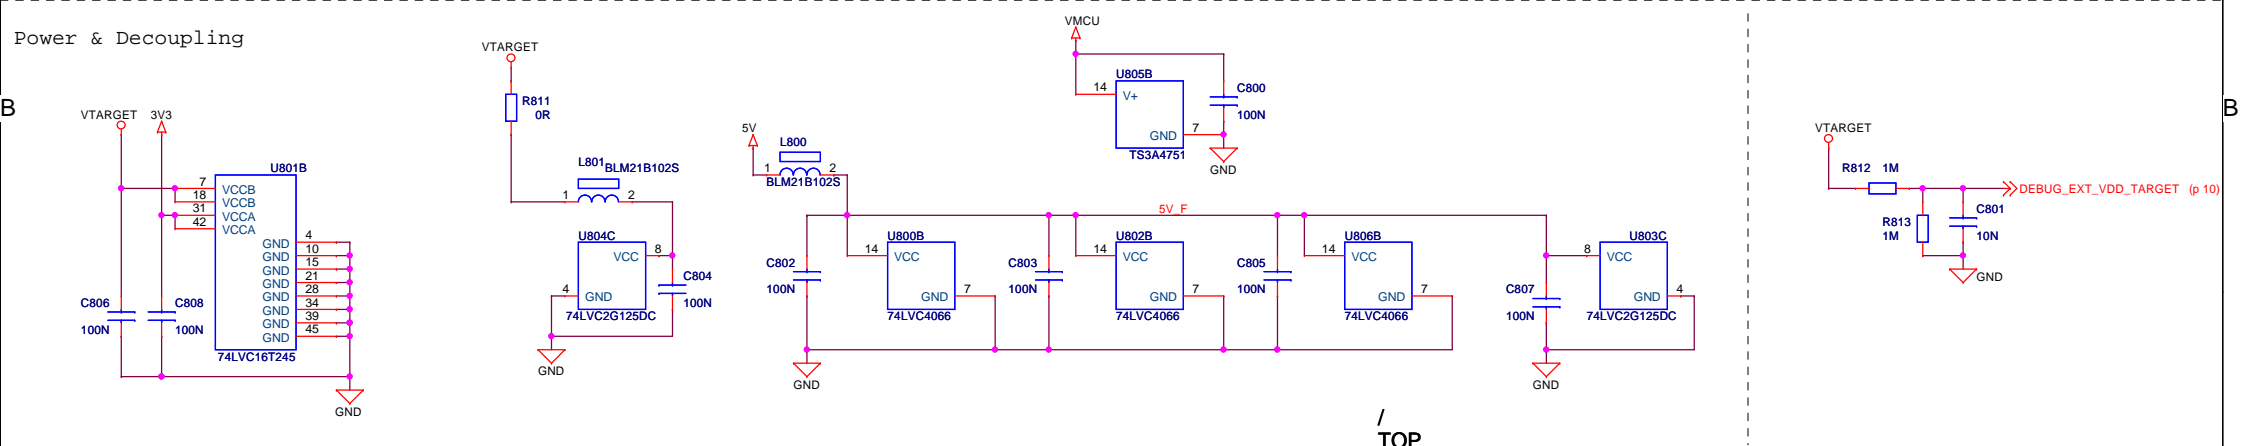 Power & Decoupling
B
B
VTARGET
3V3
U801B
7
18
31
42
VCCB
VCCB
VCCA
VCCA
GND
GND
GND
GND
GND
GND
GND
GND
4
10
15
21
28
34
39
45
C806
100N
C808
100N
74LVC16T245
GND
VTARGET
R811
0R
L801
BLM21B102S
1
2
U804C
VCC
8
4
GND
74LVC2G125DC
C804
100N
GND
VMCU
U805B
14
V+
GND
7
TS3A4751
C800
100N
GND
5V
L800
1
2
BLM21B102S
5V_F
C802
100N
U800B
14
VCC
GND
7
74LVC4066
C803
100N
U802B
14
VCC
GND
7
74LVC4066
C805
100N
U806B
14
VCC
GND
7
74LVC4066
C807
100N
U803C
8
VCC
GND
4
74LVC2G125DC
GND
GND
VTARGET
R812 1M
R813
1M
C801
10N
GND
DEBUG_EXT_VDD_TARGET (p 10)
/
TOP